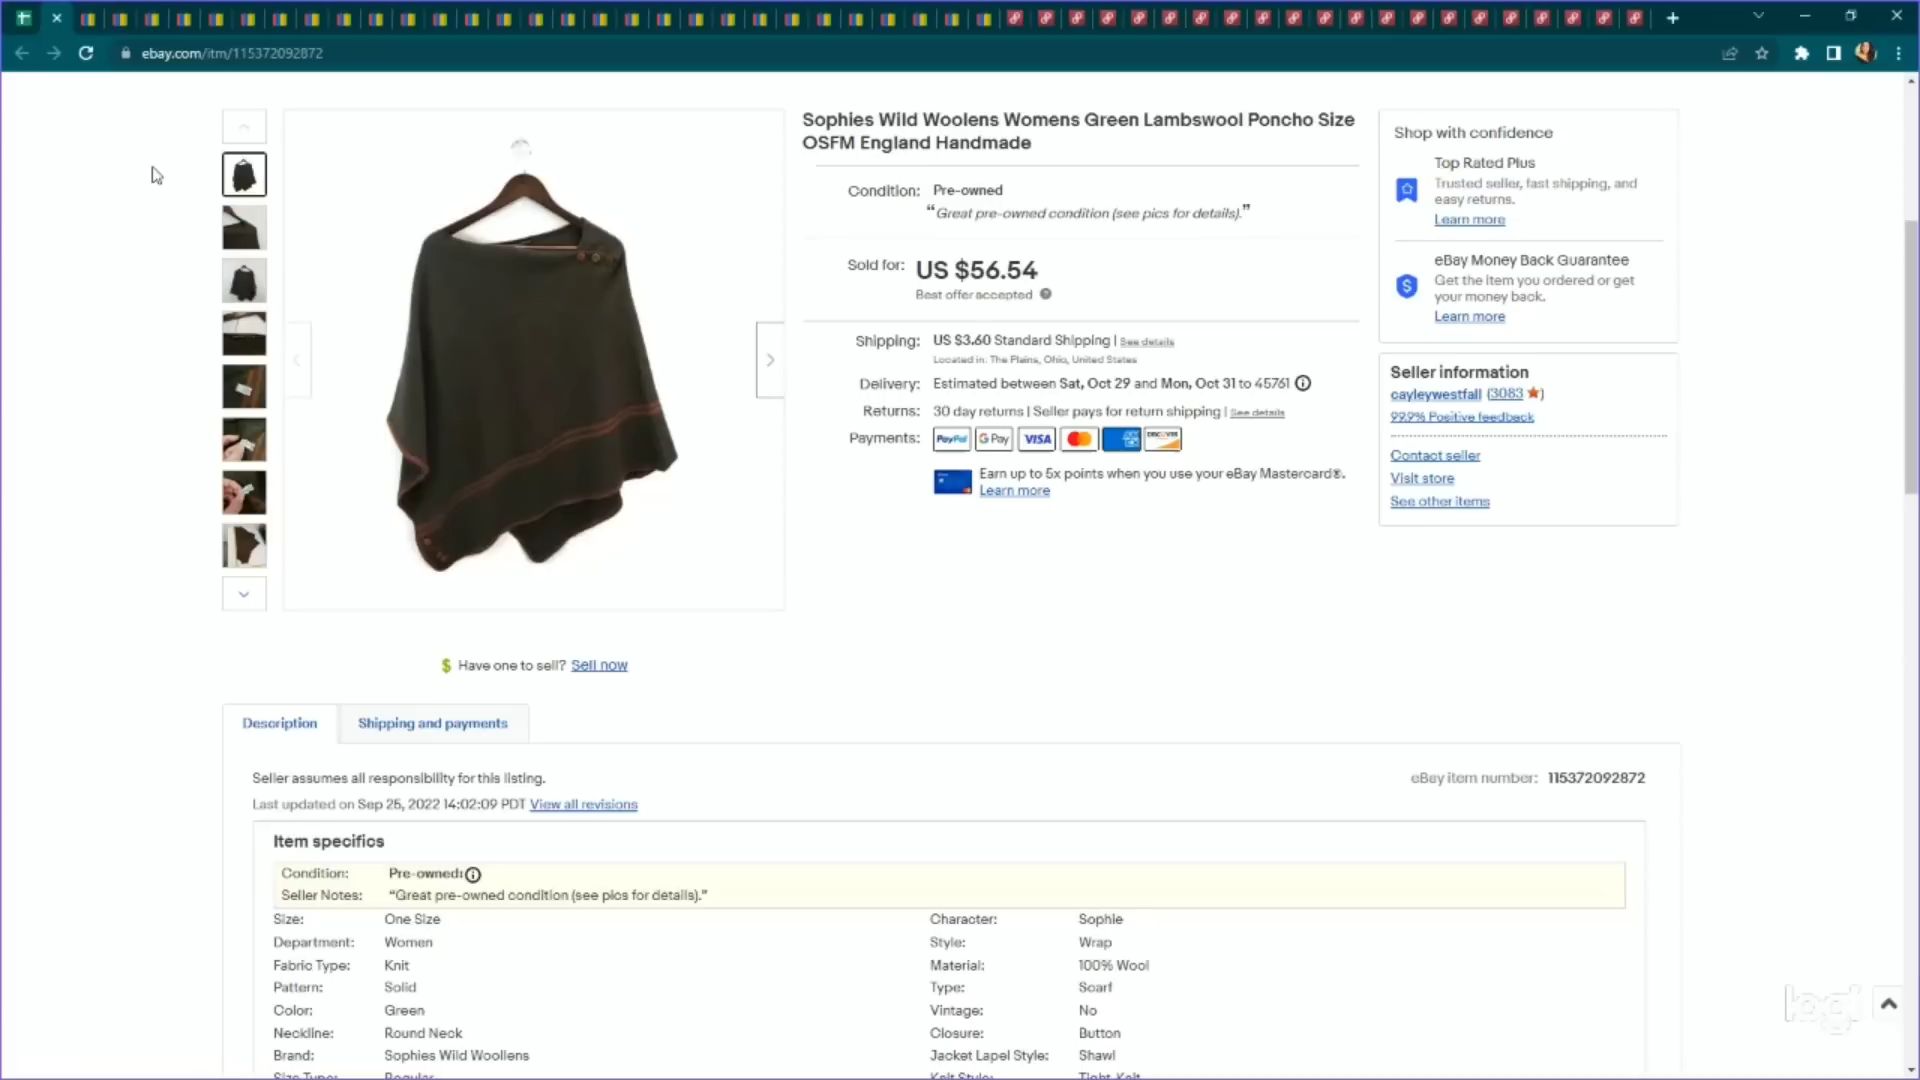 ebay.com/itm/115372092872
Sophies Wild Woolens Womens Green Lambswool Poncho Size
OSFM England Handmade
Condition: Pre-owned
“Great pre-owned condition (see pics for details).”
Sold for: US $56.54
Best offer accepted
Shipping: US $3.60 Standard Shipping | See details
Located in: The Plains, Ohio, United States
Delivery: Estimated between Sat, Oct 29 and Mon, Oct 31 to 45761
Returns: 30 day returns | Seller pays for return shipping | See details
Payments: PayPal G Pay VISA DISCOVER
Earn up to 5x points when you use your eBay Mastercard®.
Learn more
Shop with confidence
Top Rated Plus
Trusted seller, fast shipping, and
easy returns.
Learn more
eBay Money Back Guarantee
Get the item you ordered or get
your money back.
Learn more
Seller information
cayleywestfall (3083)
99.9% Positive feedback
Contact seller
Visit store
See other items
Have one to sell? Sell now
Description
Shipping and payments
Seller assumes all responsibility for this listing.
eBay item number: 115372092872
Last updated on Sep 25, 2022 14:02:09 PDT View all revisions
Item specifics
Condition: Pre-owned:
Seller Notes: “Great pre-owned condition (see pics for details).”
Size: One Size
Character: Sophie
Department: Women
Style: Wrap
Fabric Type: Knit
Material: 100% Wool
Pattern: Solid
Type: Scarf
Color: Green
Vintage: No
Neckline: Round Neck
Closure: Button
Brand: Sophies Wild Woollens
Jacket Lapel Style: Shawl
Size Type: Regular
Knit Style: Tight-Knit